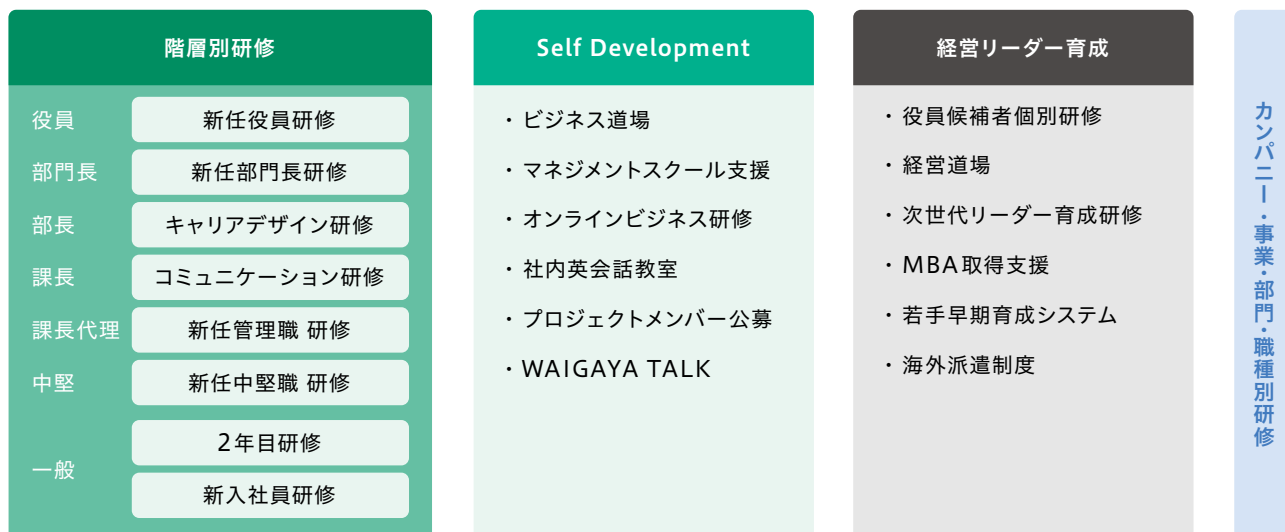 階層別研修
役員
新任役員研修
部門長
新任部門長研修
部長
キャリアデザイン研修
課長
コミュニケーション研修
課長代理
新任管理職 研修
中堅
新任中堅職 研修
一般
2年目研修
新入社員研修
Self Development
・ビジネス道場
・マネジメントスクール支援
・オンラインビジネス研修
・社内英会話教室
・プロジェクトメンバー公募
・WAIGAYA TALK
経営リーダー育成
・役員候補者個別研修
・経営道場
・次世代リーダー育成研修
・MBA取得支援
・若手早期育成システム
・海外派遣制度
カンパニー・事業・部門・職種別研修